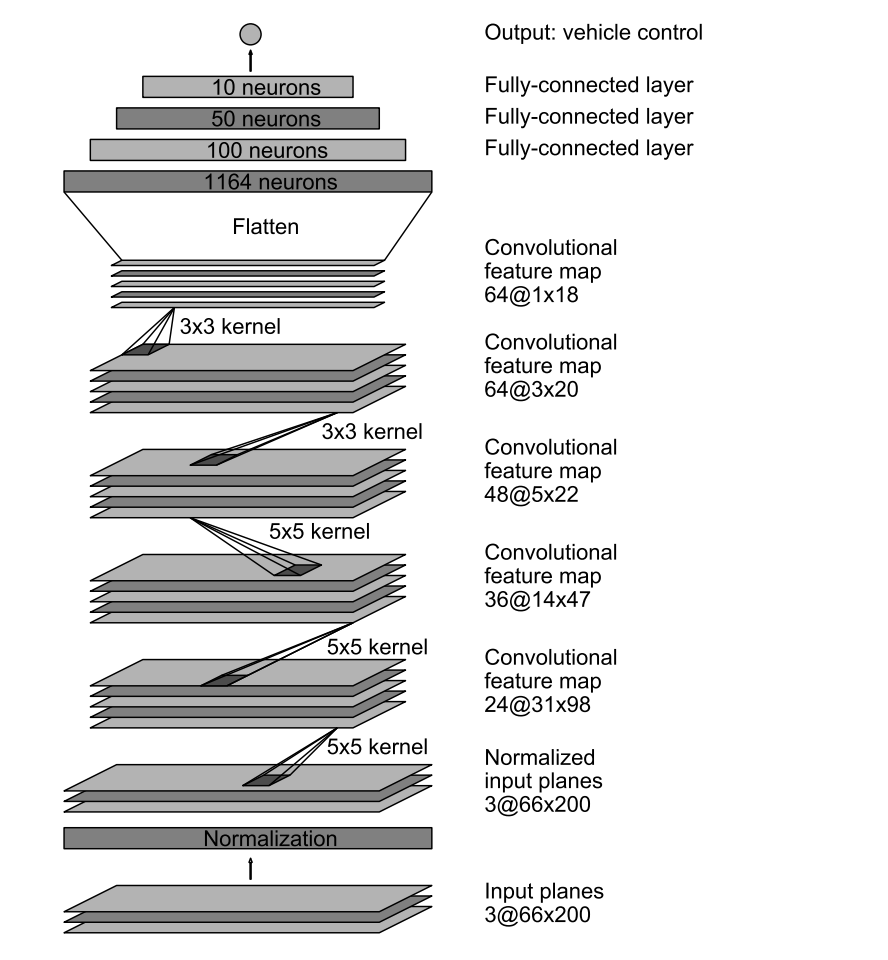 Output: vehicle control
10 neurons
Fully-connected layer
50 neurons
Fully-connected layer
100 neurons
Fully-connected layer
1164 neurons
Flatten
Convolutional
feature map
64@1x18
3x3 kernel
Convolutional
feature map
64@3x20
3x3 kernel
Convolutional
feature map
48@5x22
5x5 kernel
Convolutional
feature map
36@14x47
5x5 kernel
Convolutional
feature map
24@31x98
5x5 kernel
Normalized
input planes
3@66x200
Normalization
Input planes
3@66x200